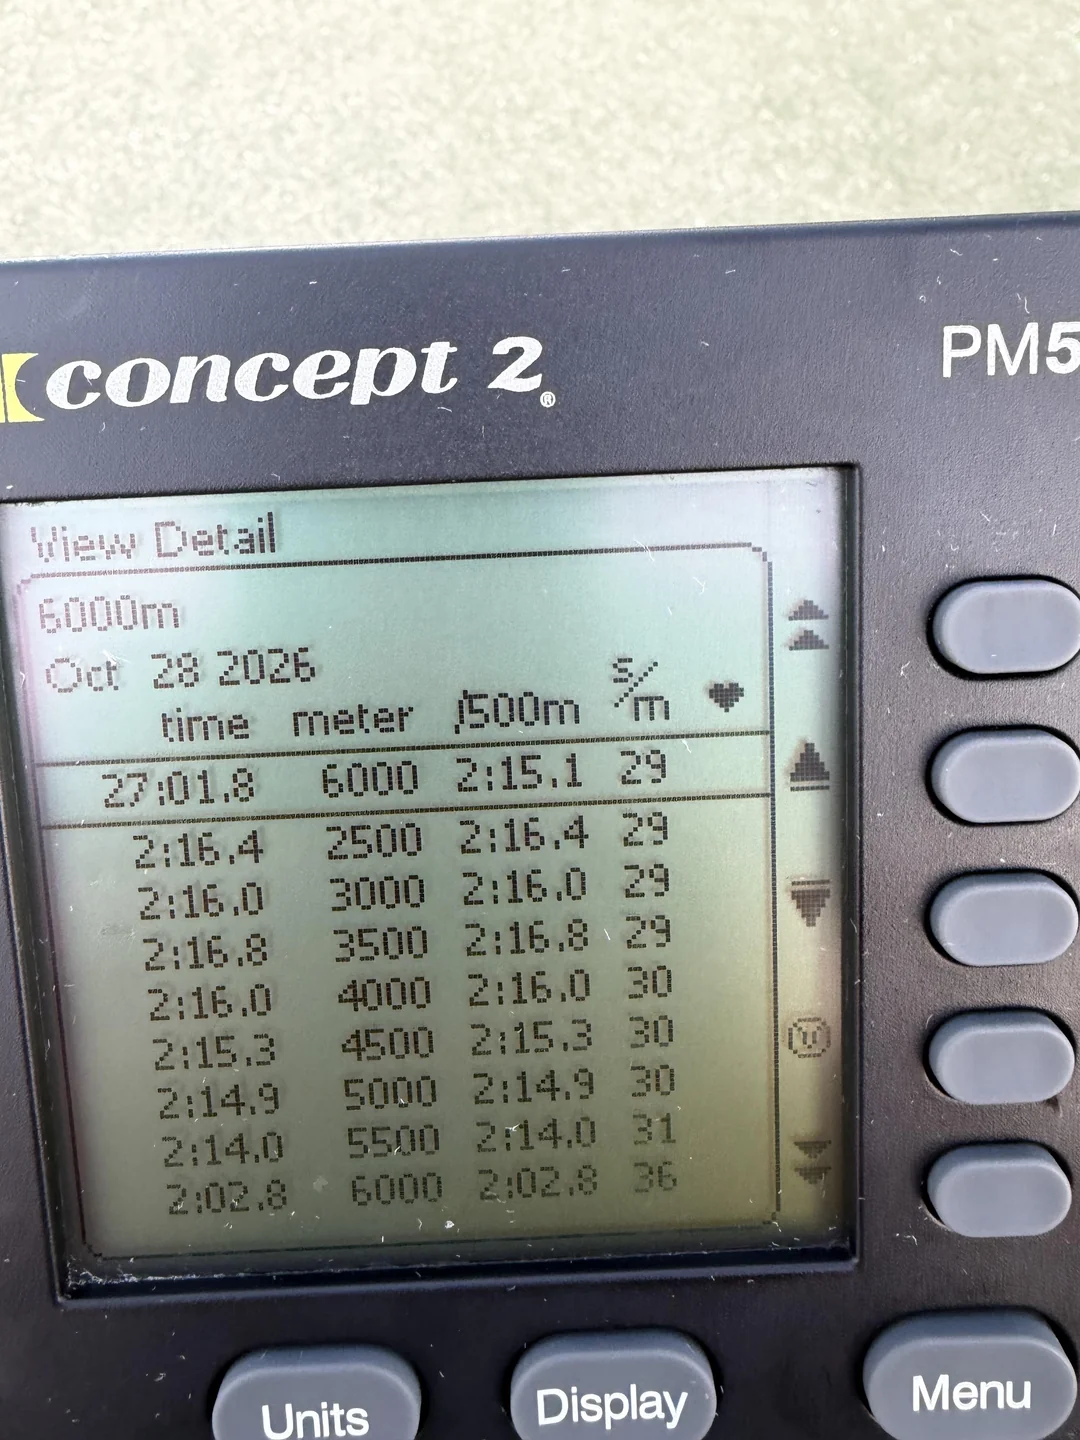 concept 2®
PM5
View Detail
6000m
Oct 28 2026
time meter /500m s/m
27:01.8 6000 2:15.1 29
2:16.4 2500 2:16.4 29
2:16.0 3000 2:16.0 29
2:16.8 3500 2:16.8 29
2:16.0 4000 2:16.0 30
2:15.3 4500 2:15.3 30
2:14.9 5000 2:14.9 30
2:14.0 5500 2:14.0 31
2:02.8 6000 2:02.8 36
Units Display Menu